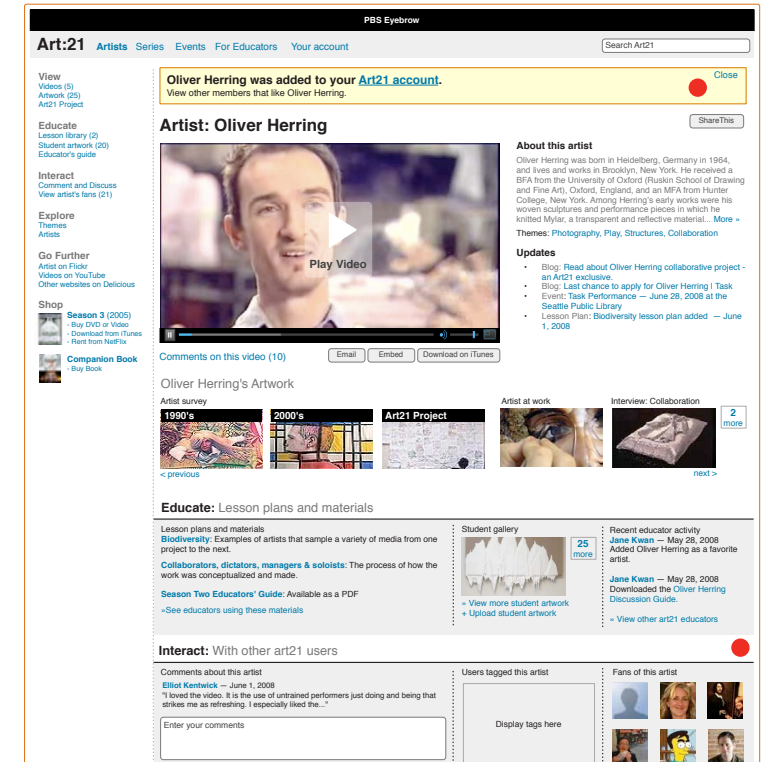 PBS Eyebrow
Art:21
Artists Series Events For Educators Your account
Search Art21
View
Videos (5)
Artwork (25)
Art21 Project
Educate
Lesson library (2)
Student artwork (20)
Educator's guide
Interact
Comment and Discuss
View artist's fans (21)
Explore
Themes
Artists
Go Further
Artist on Flickr
Videos on YouTube
Other websites on Delicious
Shop
Season 3 (2005)
- Buy DVD or Video
- Download from iTunes
- Rent from NetFlix
Companion Book
- Buy Book
Oliver Herring was added to your Art21 account.
View other members that like Oliver Herring.
Close
Artist: Oliver Herring
ShareThis
Play Video
Comments on this video (10)
Email
Embed
Download on iTunes
About this artist
Oliver Herring was born in Heidelberg, Germany in 1964,
and lives and works in Brooklyn, New York. He received a
BFA from the University of Oxford (Ruskin School of Drawing
and Fine Art), Oxford, England, and an MFA from Hunter
College, New York. Among Herring's early works were his
woven sculptures and performance pieces in which he
knitted Mylar, a transparent and reflective material... More »
Themes: Photography, Play, Structures, Collaboration
Updates
• Blog: Read about Oliver Herring collaborative project -
an Art21 exclusive.
• Blog: Last chance to apply for Oliver Herring | Task
• Event: Task Performance — June 28, 2008 at the
Seattle Public Library
• Lesson Plan: Biodiversity lesson plan added — June
1, 2008
Oliver Herring's Artwork
Artist survey
1990's
2000's
Art21 Project
< previous
Artist at work
Interview: Collaboration
2
more
next >
Educate: Lesson plans and materials
Lesson plans and materials
Biodiversity: Examples of artists that sample a variety of media from one
project to the next.
Collaborators, dictators, managers & soloists: The process of how the
work was conceptualized and made.
Season Two Educators' Guide: Available as a PDF
»See educators using these materials
Student gallery
25
more
» View more student artwork
+ Upload student artwork
Recent educator activity
Jane Kwan — May 28, 2008
Added Oliver Herring as a favorite
artist.
Jane Kwan — May 28, 2008
Downloaded the Oliver Herring
Discussion Guide.
» View other art21 educators
Interact: With other art21 users
Comments about this artist
Elliot Kentwick — June 1, 2008
"I loved the video. It is the use of untrained performers just doing and being that
strikes me as refreshing. I especially liked the..."
Enter your comments
Users tagged this artist
Display tags here
Fans of this artist